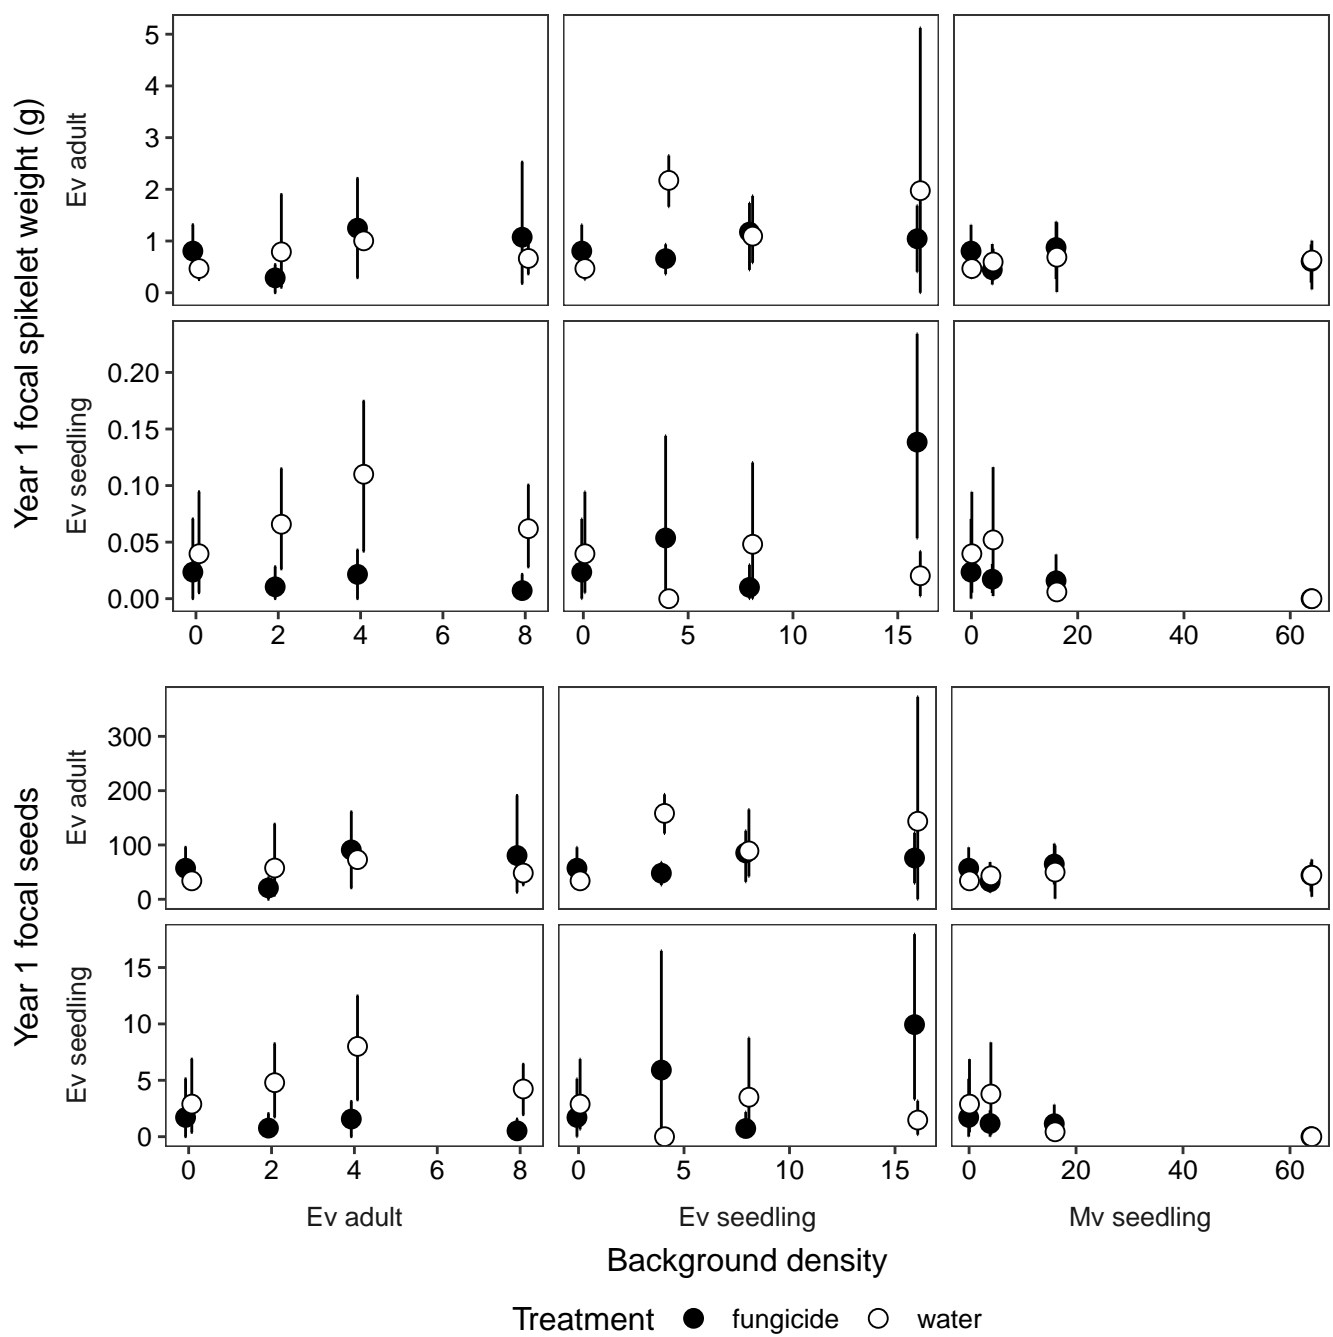 Year 1 focal spikelet weight (g)
Ev adult
5
4
3
2
1
0
Ev seedling
0.20
0.15
0.10
0.05
0.00
0 2 4 6 8
0 5 10 15
0 20 40 60
Year 1 focal seeds
Ev adult
300
200
100
0
Ev seedling
15
10
5
0
0 2 4 6 8
0 5 10 15
0 20 40 60
Ev adult Ev seedling Mv seedling
Background density
Treatment fungicide water